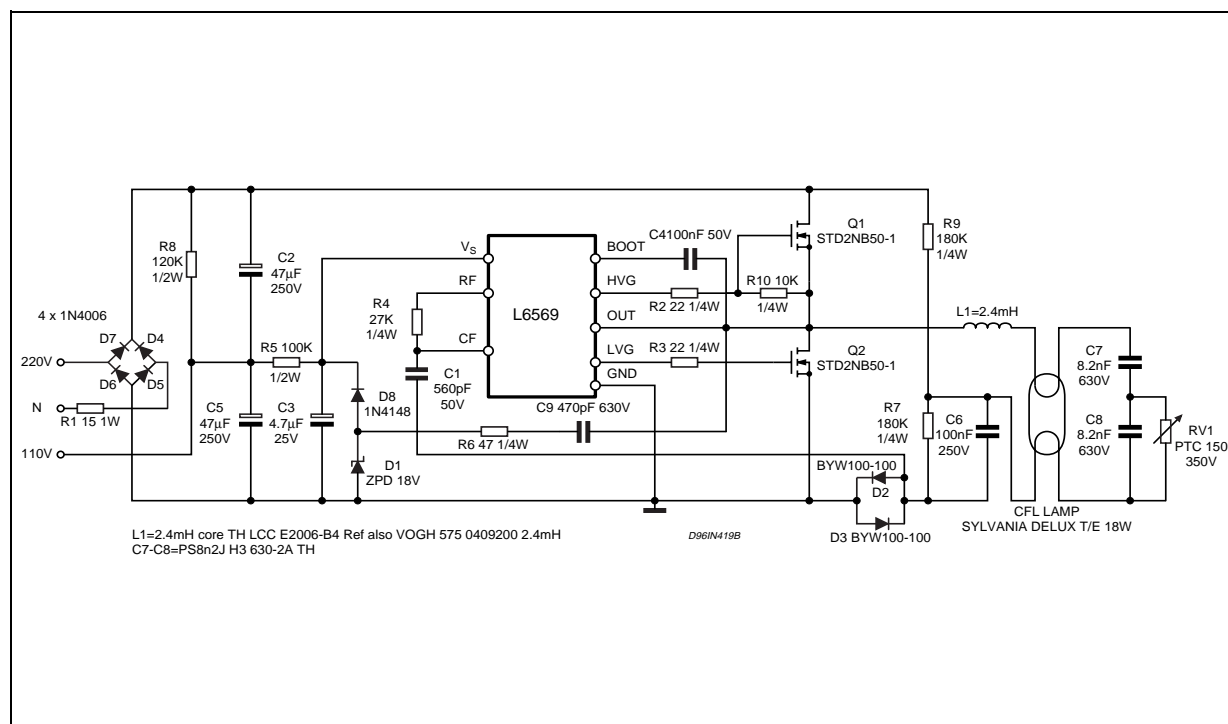 R8
120K
1/2W
C2
47µF
250V
VS
RF
CF
L6569
BOOT
HVG
OUT
LVG
GND
C4100nF 50V
Q1
STD2NB50-1
R9
180K
1/4W
R10 10K
1/4W
R2 22 1/4W
R4
27K
1/4W
L1=2.4mH
4 x 1N4006
D7
D4
D6
D5
220V
N
R1 15 1W
110V
R5 100K
1/2W
R3 22 1/4W
Q2
STD2NB50-1
C1
560pF
50V
C9 470pF 630V
C7
8.2nF
630V
C5
47µF
250V
C3
4.7µF
25V
D8
1N4148
R6 47 1/4W
D1
ZPD 18V
R7
180K
1/4W
C6
100nF
250V
C8
8.2nF
630V
RV1
PTC 150
350V
BYW100-100
D2
D3 BYW100-100
CFL LAMP
SYLVANIA DELUX T/E 18W
L1=2.4mH core TH LCC E2006-B4 Ref also VOGH 575 0409200 2.4mH
C7-C8=PS8n2J H3 630-2A TH
D96IN419B